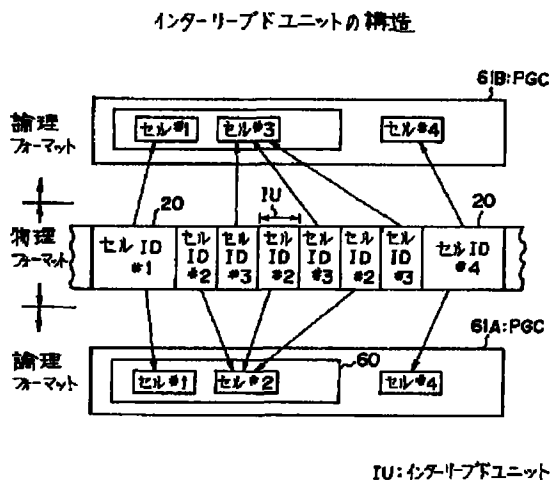 インターリーブドユニットの構造
61B:PGC
論理
フォーマット
セル#1
セル#3
セル#4
IU
20
20
物理
フォーマット
セル ID
#1
セル
ID
#2
セル
ID
#3
セル
ID
#2
セル
ID
#3
セル
ID
#2
セル
ID
#3
セル ID
#4
61A:PGC
論理
フォーマット
60
セル#1
セル#2
セル#4
IU:インターリーブドユニット